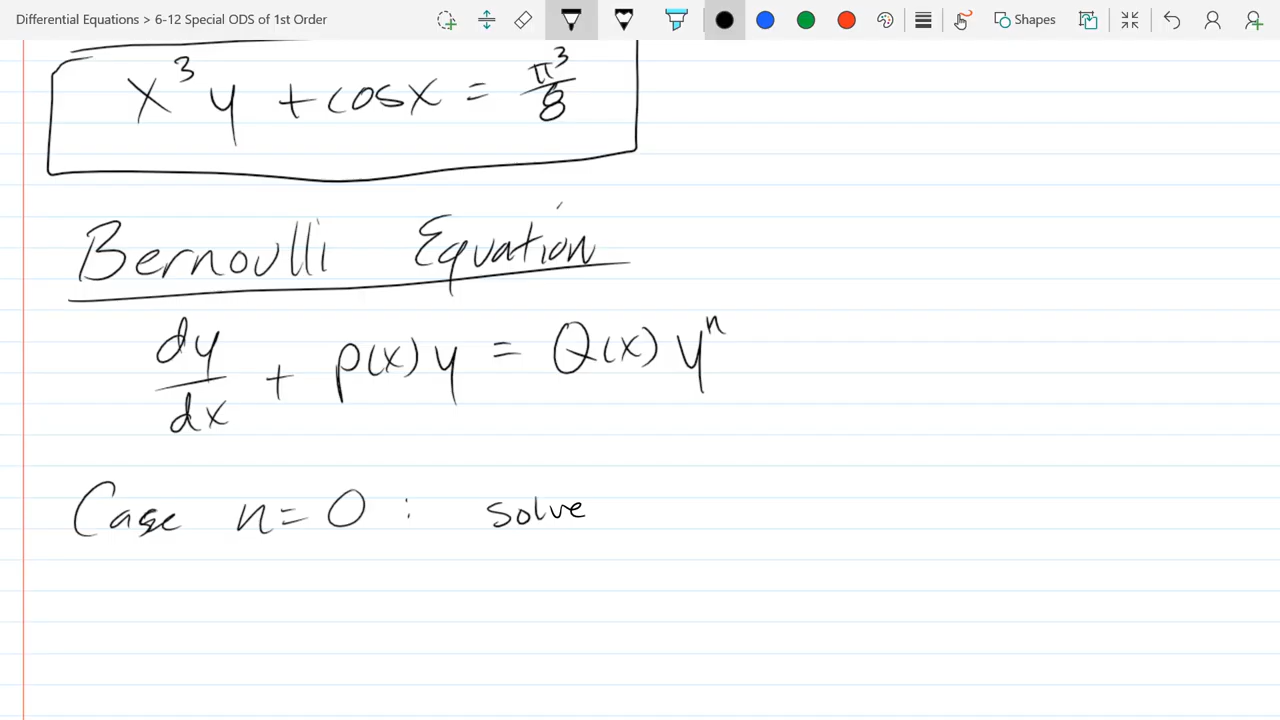 Differential Equations > 6-12 Special ODS of 1st Order
Shapes
x³y + cosx = π³/8
Bernoulli Equation
dy/dx + p(x)y = Q(x)yⁿ
Case n=0 : solve